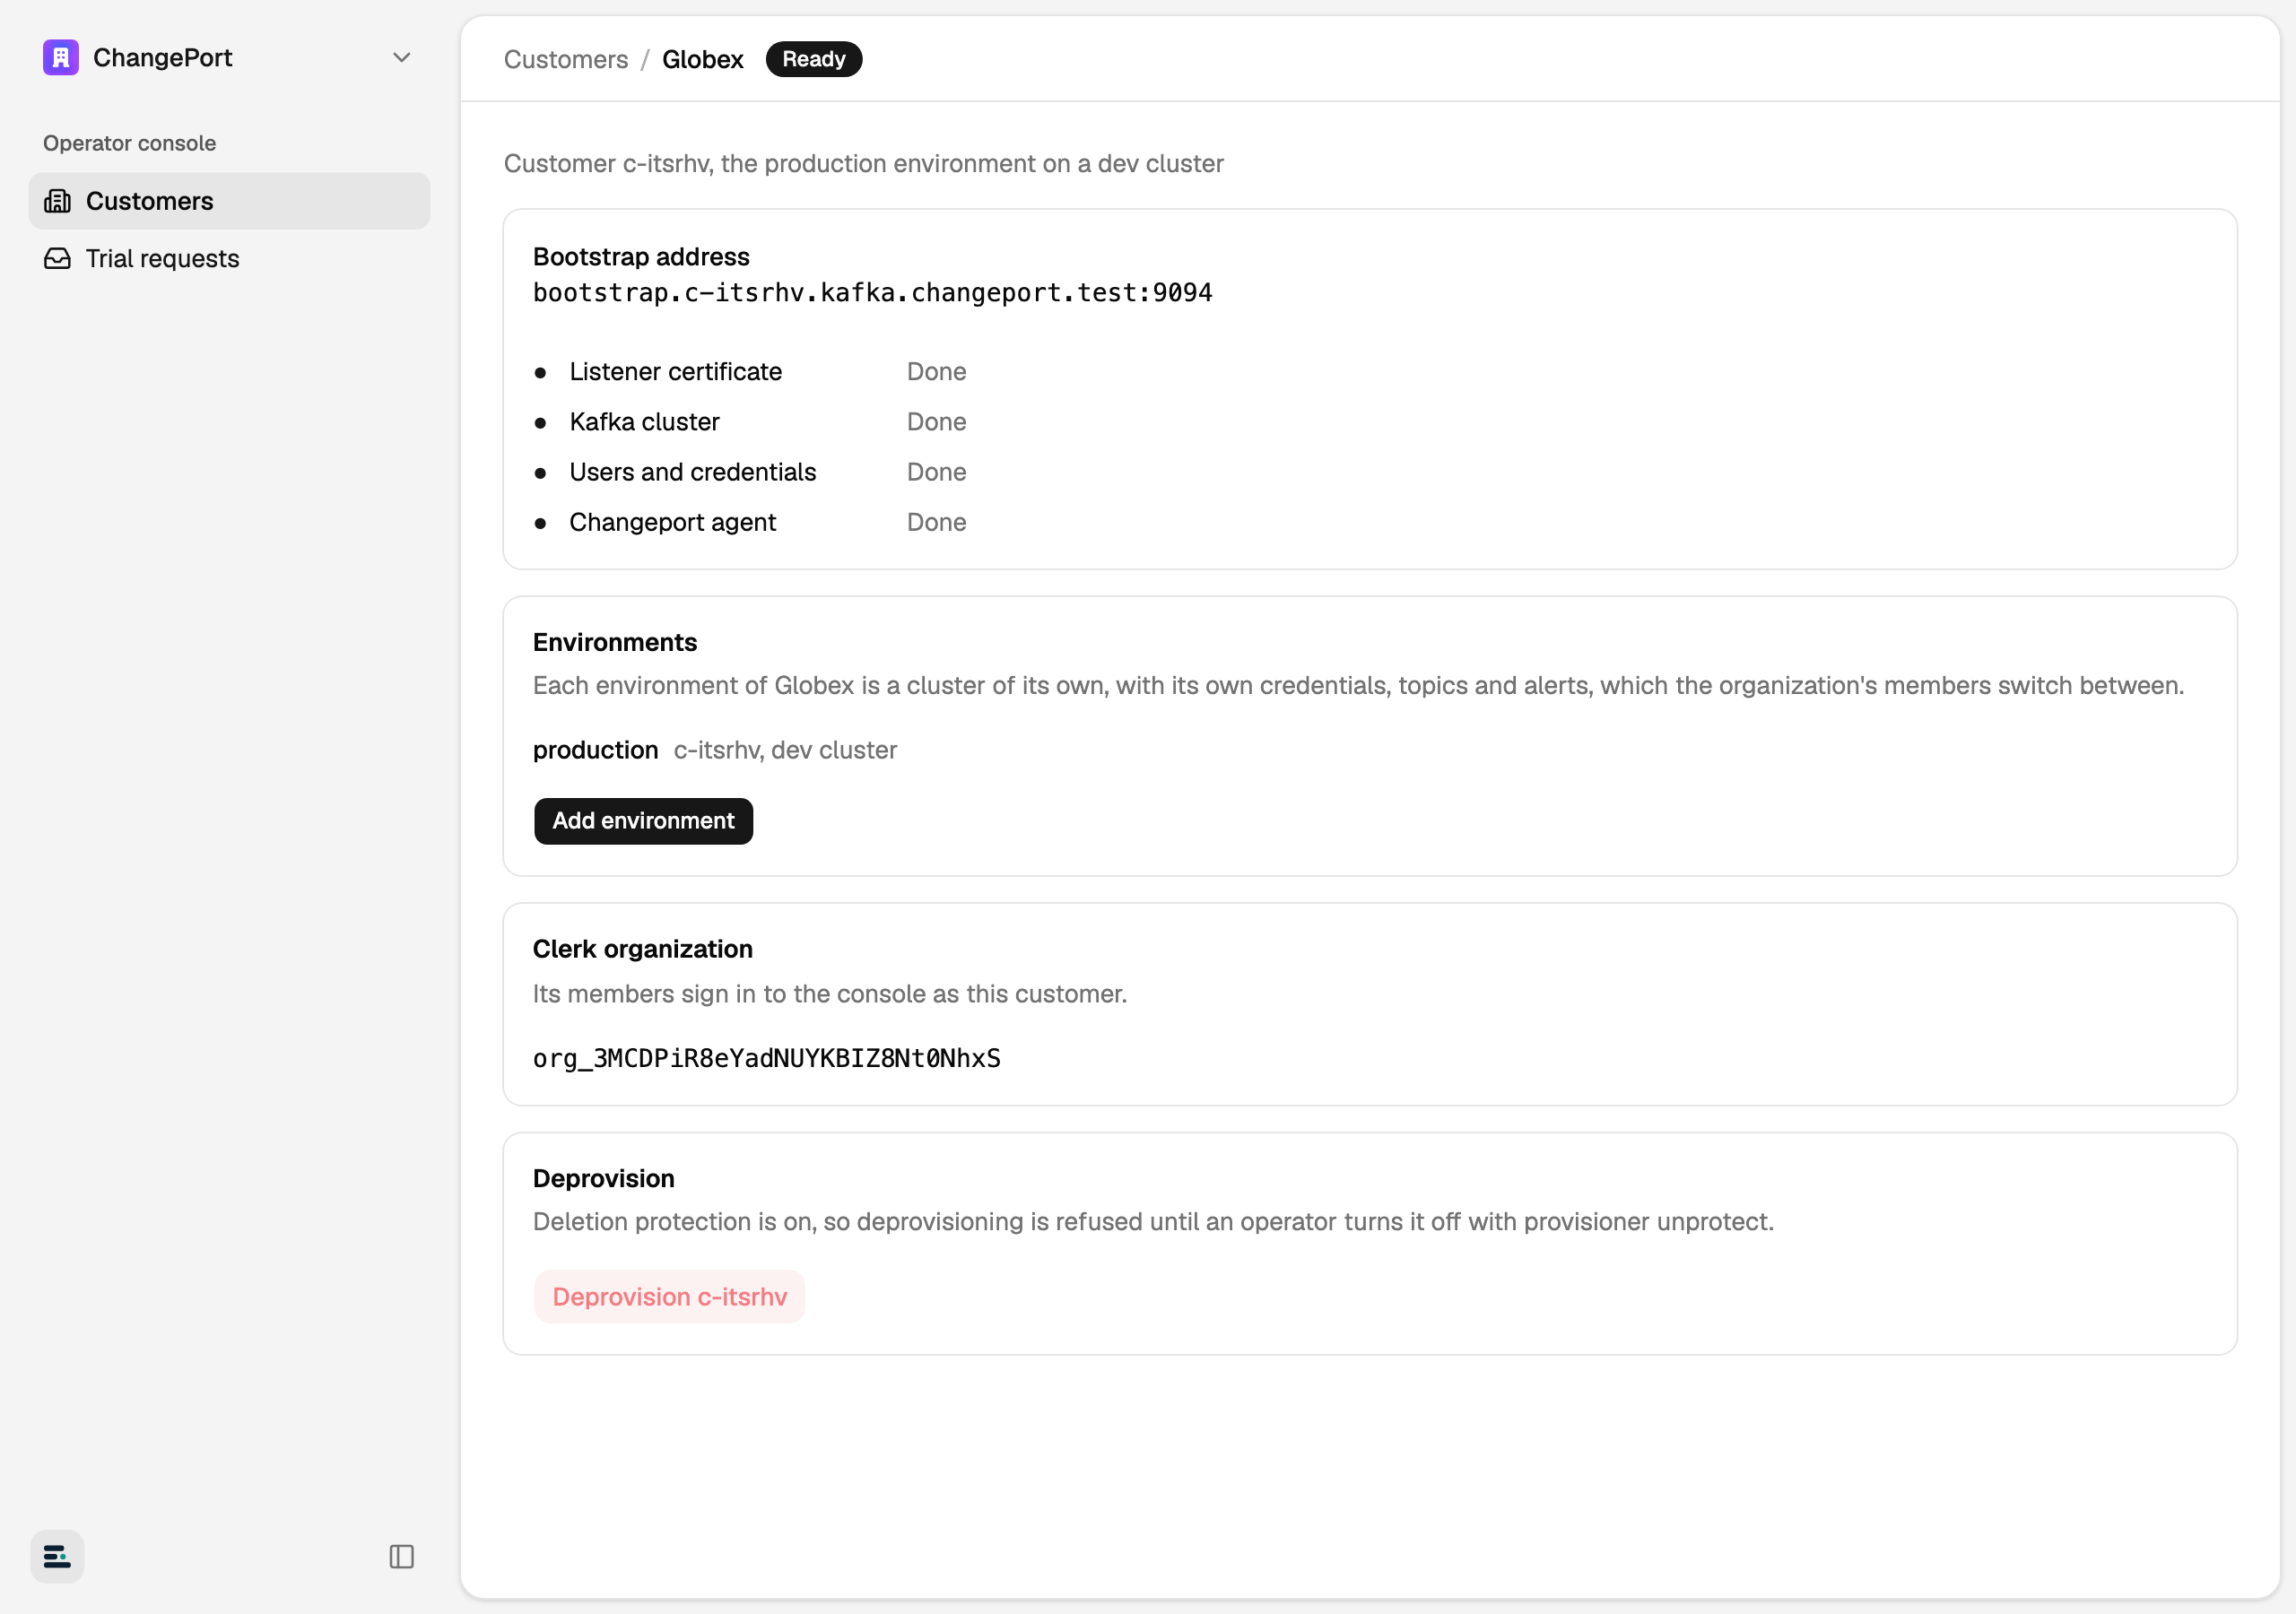 ChangePort
Operator console
Customers
Trial requests
Customers / Globex Ready
Customer c-itsrhv, the production environment on a dev cluster
Bootstrap address
bootstrap.c-itsrhv.kafka.changeport.test:9094
Listener certificate Done
Kafka cluster Done
Users and credentials Done
Changeport agent Done
Environments
Each environment of Globex is a cluster of its own, with its own credentials, topics and alerts, which the organization's members switch between.
production c-itsrhv, dev cluster
Add environment
Clerk organization
Its members sign in to the console as this customer.
org_3MCDPiR8eYadNUYKBIZ8Nt0NhxS
Deprovision
Deletion protection is on, so deprovisioning is refused until an operator turns it off with provisioner unprotect.
Deprovision c-itsrhv